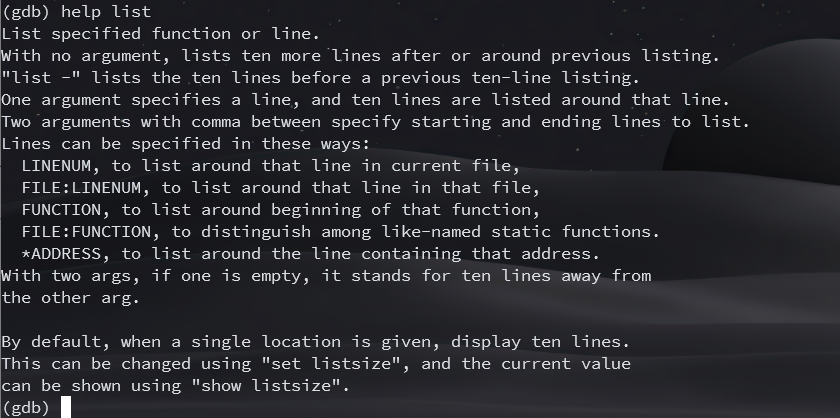 (gdb) help list
List specified function or line.
With no argument, lists ten more lines after or around previous listing.
"list -" lists the ten lines before a previous ten-line listing.
One argument specifies a line, and ten lines are listed around that line.
Two arguments with comma between specify starting and ending lines to list.
Lines can be specified in these ways:
  LINENUM, to list around that line in current file,
  FILE:LINENUM, to list around that line in that file,
  FUNCTION, to list around beginning of that function,
  FILE:FUNCTION, to distinguish among like-named static functions.
  *ADDRESS, to list around the line containing that address.
With two args, if one is empty, it stands for ten lines away from
the other arg.

By default, when a single location is given, display ten lines.
This can be changed using "set listsize", and the current value
can be shown using "show listsize".
(gdb)